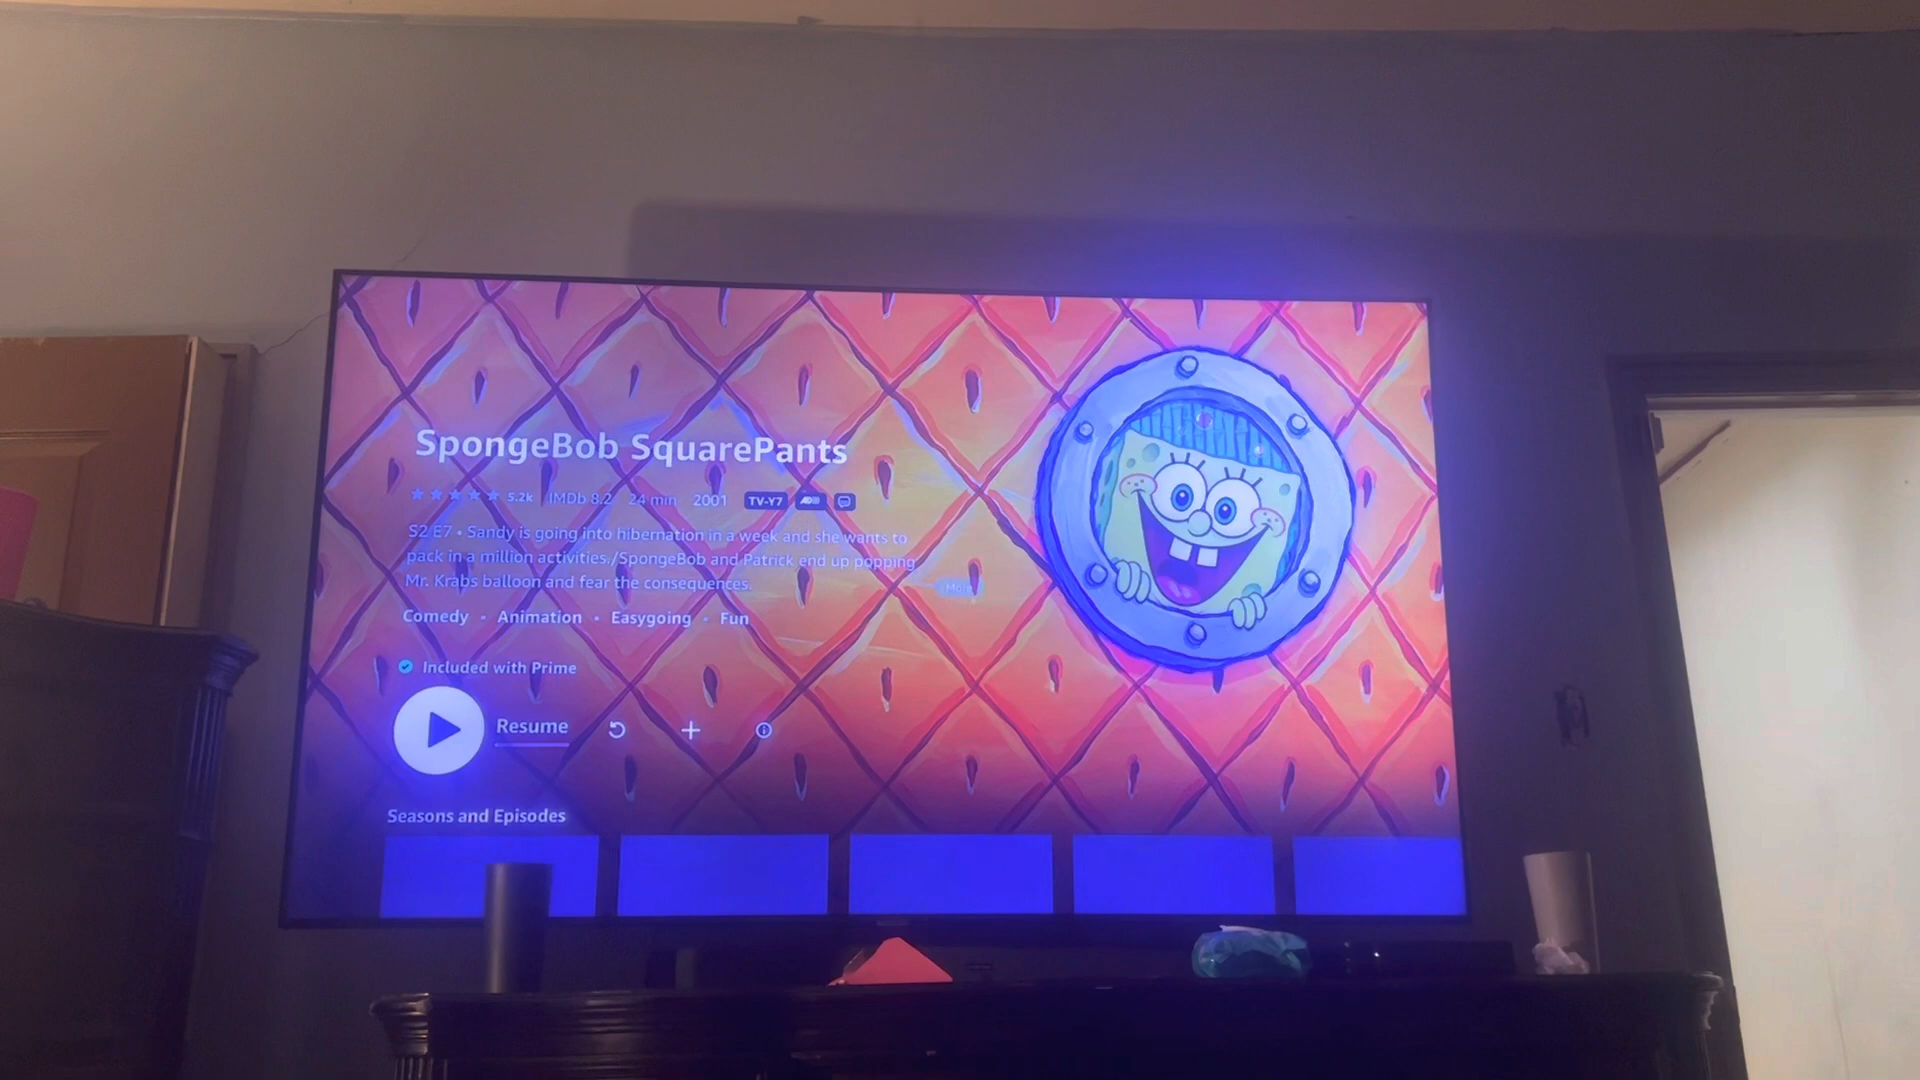 SpongeBob SquarePants
5.2k IMDb 8.2 24 min 2001 TV-Y7 AD
S2 E7 • Sandy is going into hibernation in a week and she wants to
pack in a million activities./SpongeBob and Patrick end up popping
Mr. Krabs balloon and fear the consequences.
More
Comedy • Animation • Easygoing • Fun
Included with Prime
Resume
Seasons and Episodes